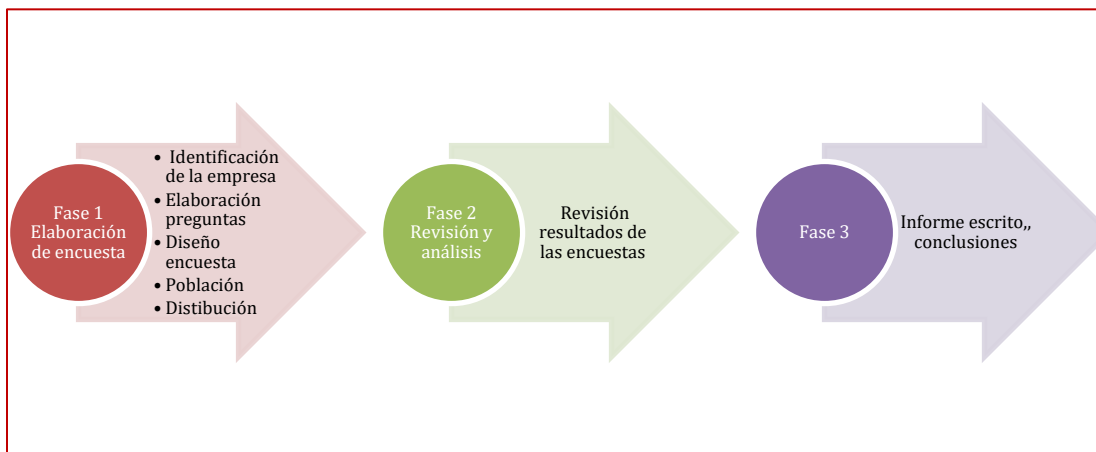 Fase 1
Elaboración
de encuesta
• Identificación
de la empresa
• Elaboración
preguntas
• Diseño
encuesta
• Población
• Distibución
Fase 2
Revisión y
análisis
Revisión
resultados de
las encuestas
Fase 3
Informe escrito,,
conclusiones